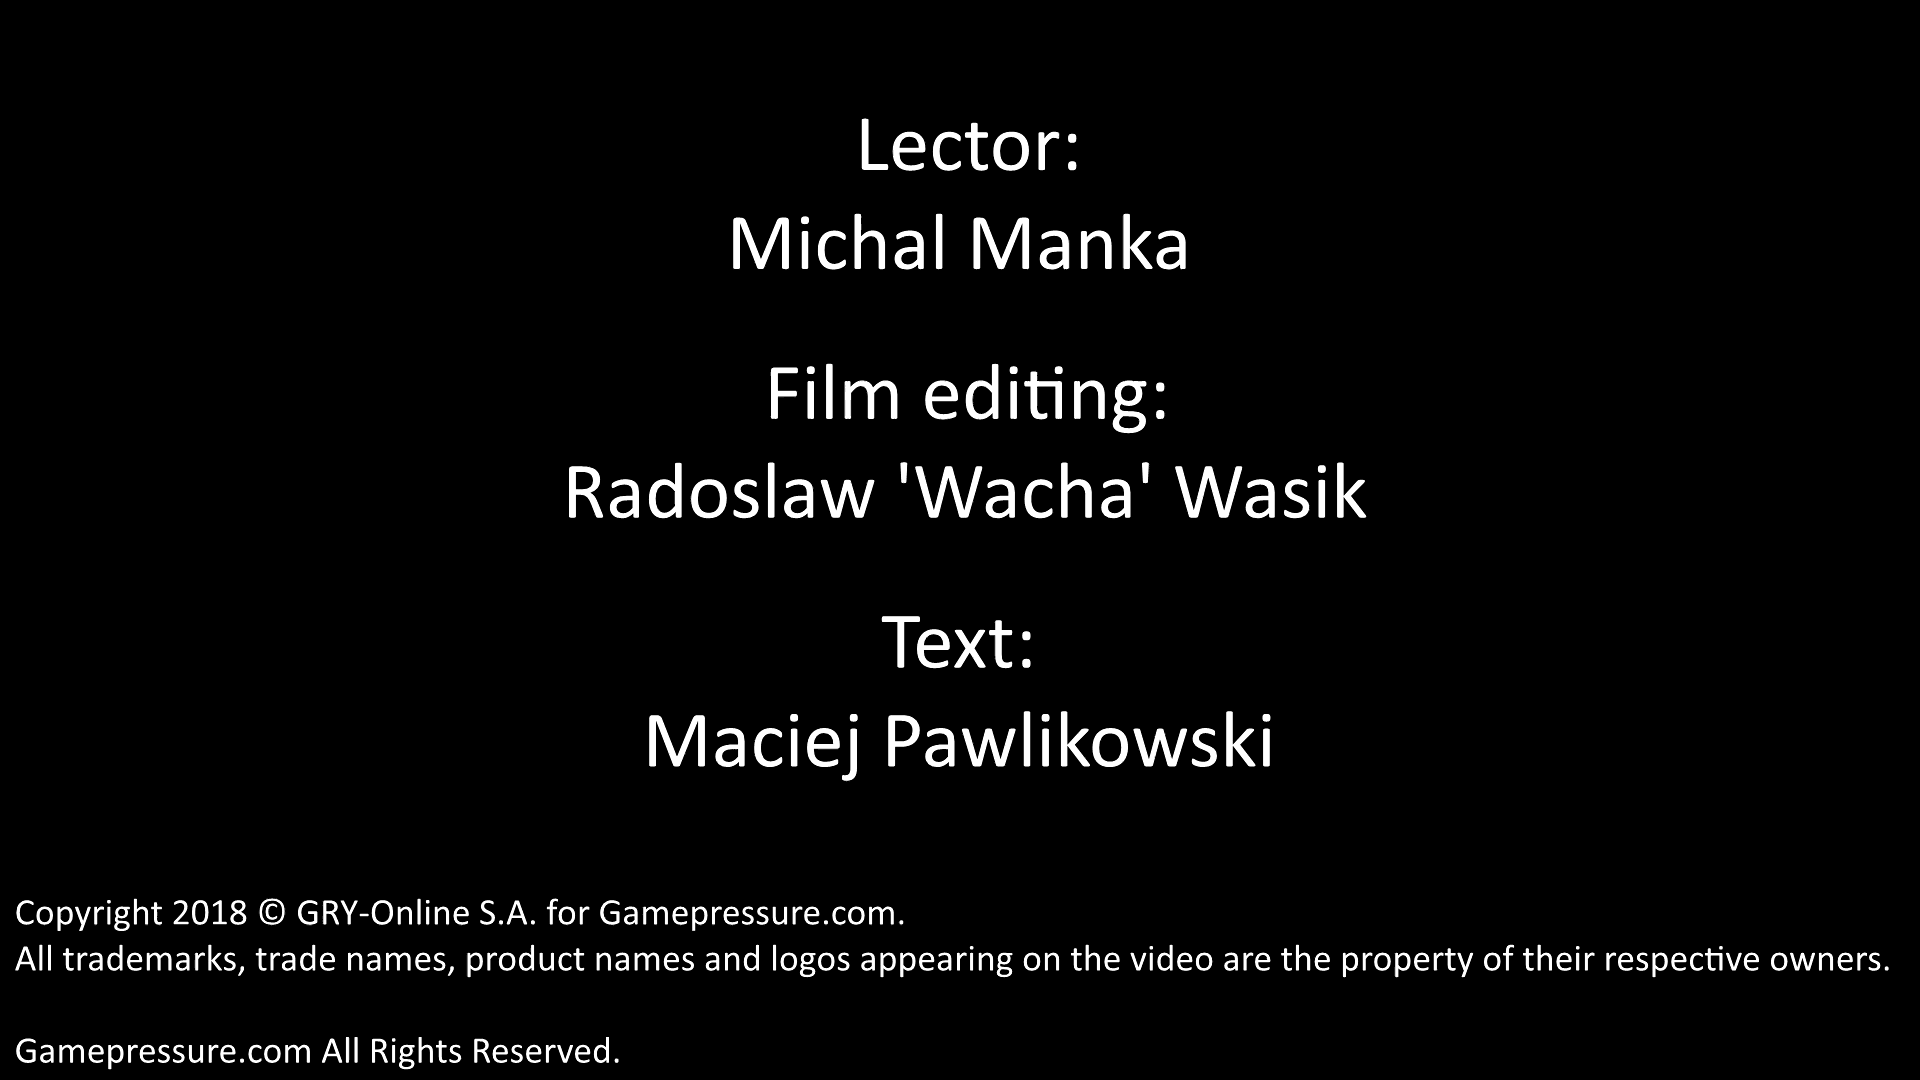 Lector:
Michal Manka
Film editing:
Radoslaw 'Wacha' Wasik
Text:
Maciej Pawlikowski
Copyright 2018 © GRY-Online S.A. for Gamepressure.com.
All trademarks, trade names, product names and logos appearing on the video are the property of their respective owners.
Gamepressure.com All Rights Reserved.